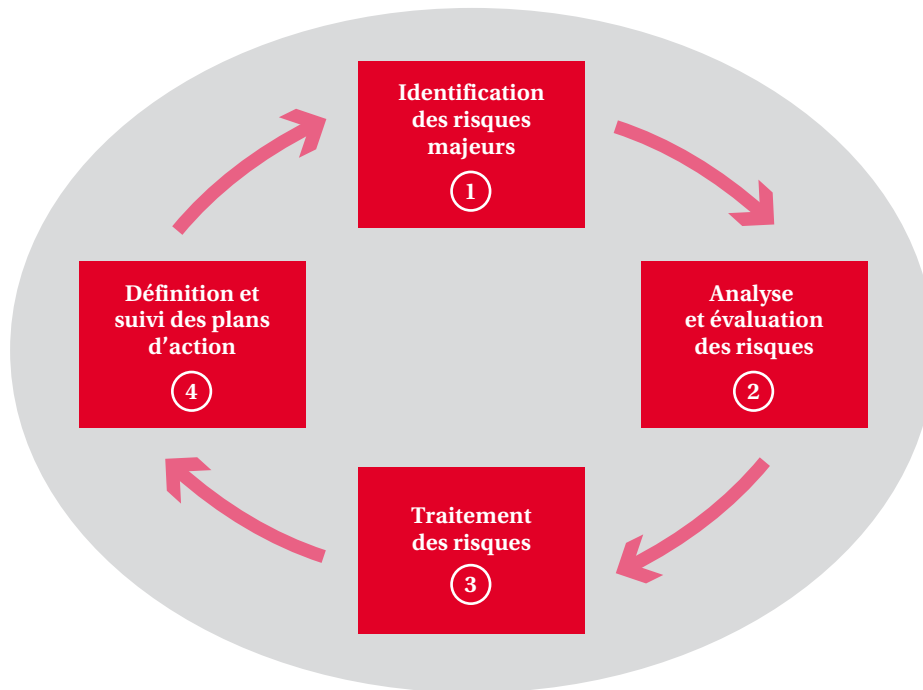 Identification
des risques
majeurs
1
Analyse
et évaluation
des risques
2
Traitement
des risques
3
Définition et
suivi des plans
d’action
4